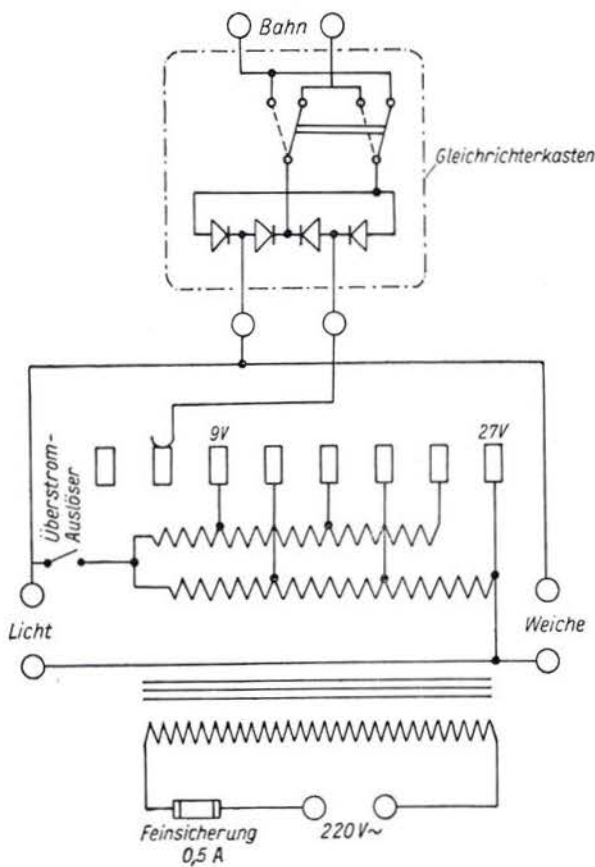 Bahn
Gleichrichterkasten
9V
27V
Überstrom-
Auslöser
Licht
Weiche
Feinsicherung
0,5 A
220V~